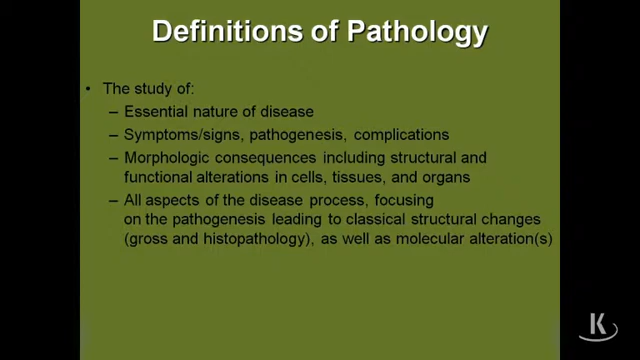 Definitions of Pathology
• The study of:
– Essential nature of disease
– Symptoms/signs, pathogenesis, complications
– Morphologic consequences including structural and
functional alterations in cells, tissues, and organs
– All aspects of the disease process, focusing
on the pathogenesis leading to classical structural changes
(gross and histopathology), as well as molecular alteration(s)
K